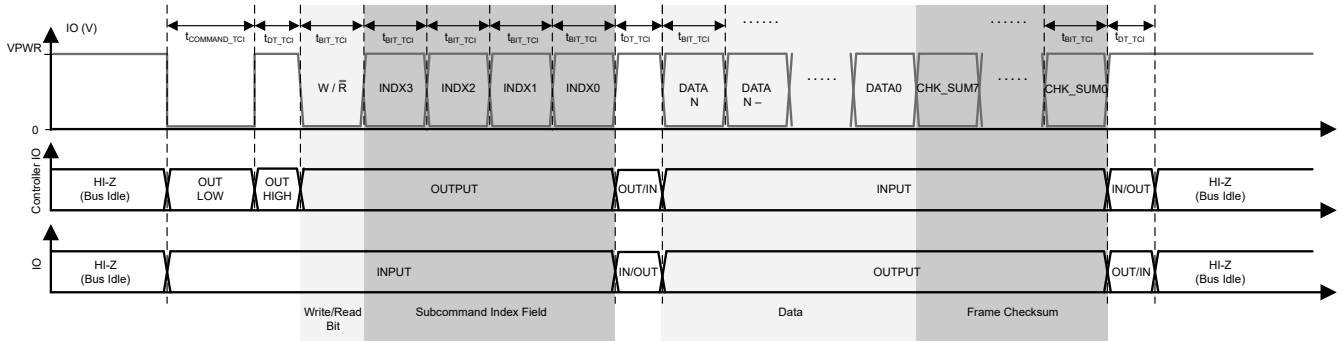 IO (V)
VPWR
0
tCOMMAND_TCI tDT_TCI tBIT_TCI tBIT_TCI tBIT_TCI tBIT_TCI tBIT_TCI tDT_TCI tBIT_TCI ...... ...... tBIT_TCI tDT_TCI
W / R̅ INDX3 INDX2 INDX1 INDX0 DATA N DATA N – ..... DATA0 CHK_SUM7 ..... CHK_SUM0
Controller IO
HI-Z (Bus Idle) OUT LOW OUT HIGH OUTPUT OUT/IN INPUT IN/OUT HI-Z (Bus Idle)
IO
HI-Z (Bus Idle) INPUT IN/OUT OUTPUT OUT/IN HI-Z (Bus Idle)
Write/Read Bit Subcommand Index Field Data Frame Checksum